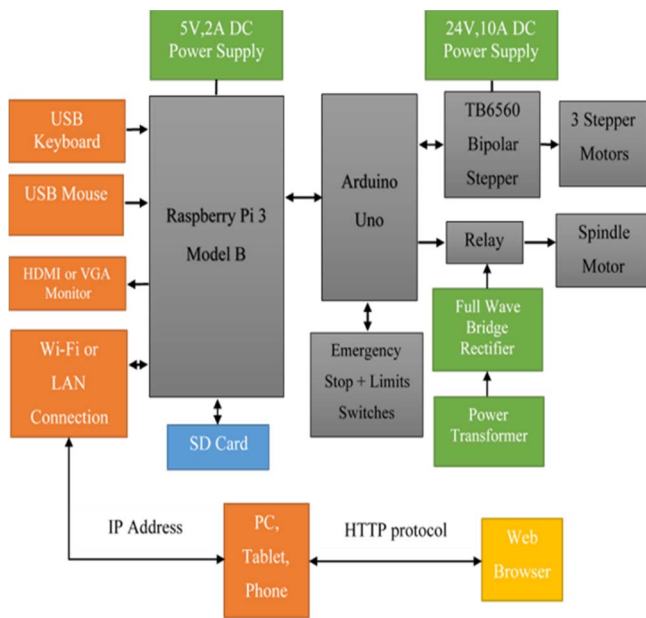 5V,2A DC
Power Supply
24V,10A DC
Power Supply
USB
Keyboard
USB Mouse
HDMI or VGA
Monitor
Wi-Fi or
LAN
Connection
Raspberry Pi 3
Model B
SD Card
Arduino
Uno
Emergency
Stop + Limits
Switches
TB6560
Bipolar
Stepper
3 Stepper
Motors
Relay
Spindle
Motor
Full Wave
Bridge
Rectifier
Power
Transformer
IP Address
PC,
Tablet,
Phone
HTTP protocol
Web
Browser